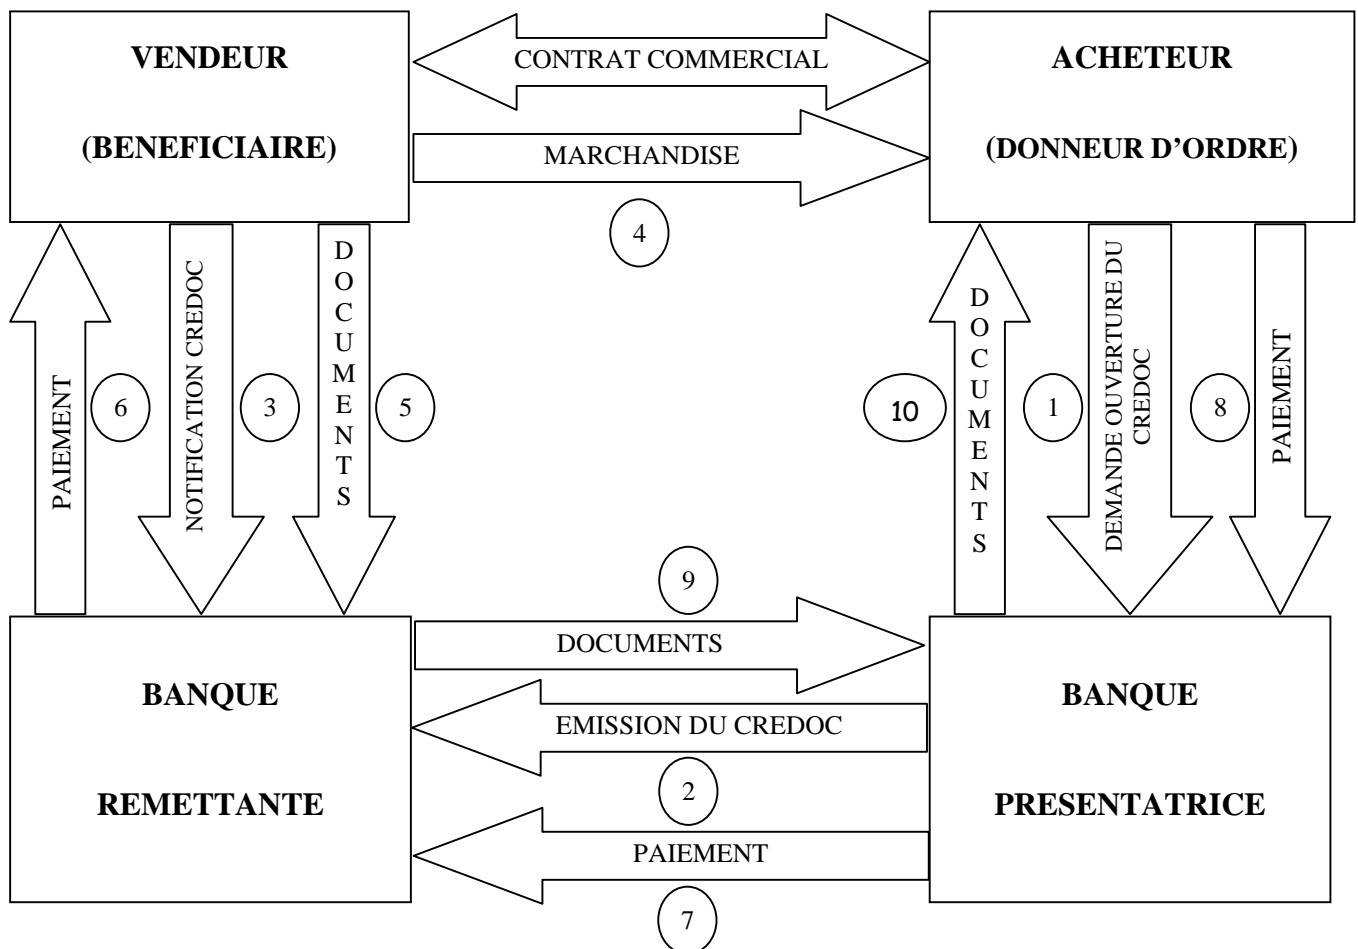 VENDEUR
(BENEFICIAIRE)
CONTRAT COMMERCIAL
MARCHANDISE
4
ACHETEUR
(DONNEUR D’ORDRE)
PAIEMENT
6
NOTIFICATION CREDOC
3
DOCUMENTS
5
10
DOCUMENTS
1
DEMANDE OUVERTURE DU
CREDOC
8
PAIEMENT
9
DOCUMENTS
EMISSION DU CREDOC
2
PAIEMENT
7
BANQUE
REMETTANTE
BANQUE
PRESENTATRICE